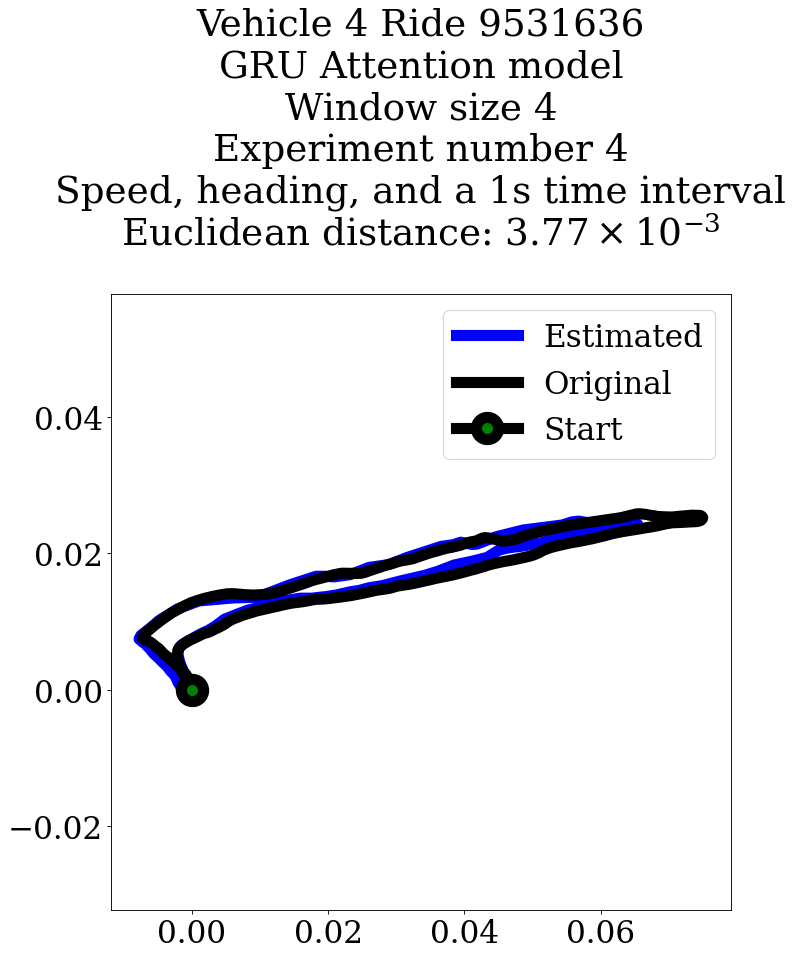 Vehicle 4 Ride 9531636
GRU Attention model
Window size 4
Experiment number 4
Speed, heading, and a 1s time interval
Euclidean distance: 3.77 × 10⁻³
Estimated
Original
Start
0.04
0.02
0.00
−0.02
0.00 0.02 0.04 0.06